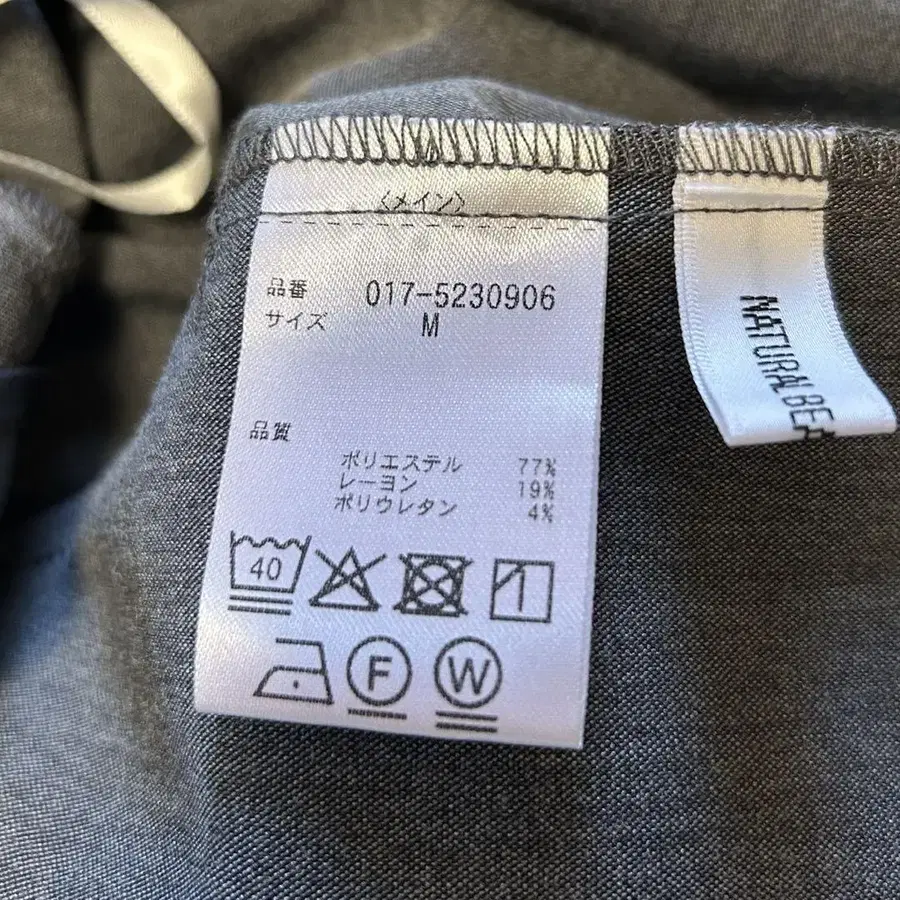 〈メイン〉
品番 017-5230906
サイズ M
品質
ポリエステル 77%
レーヨン 19%
ポリウレタン 4%
40
F W
NATURAL BEA